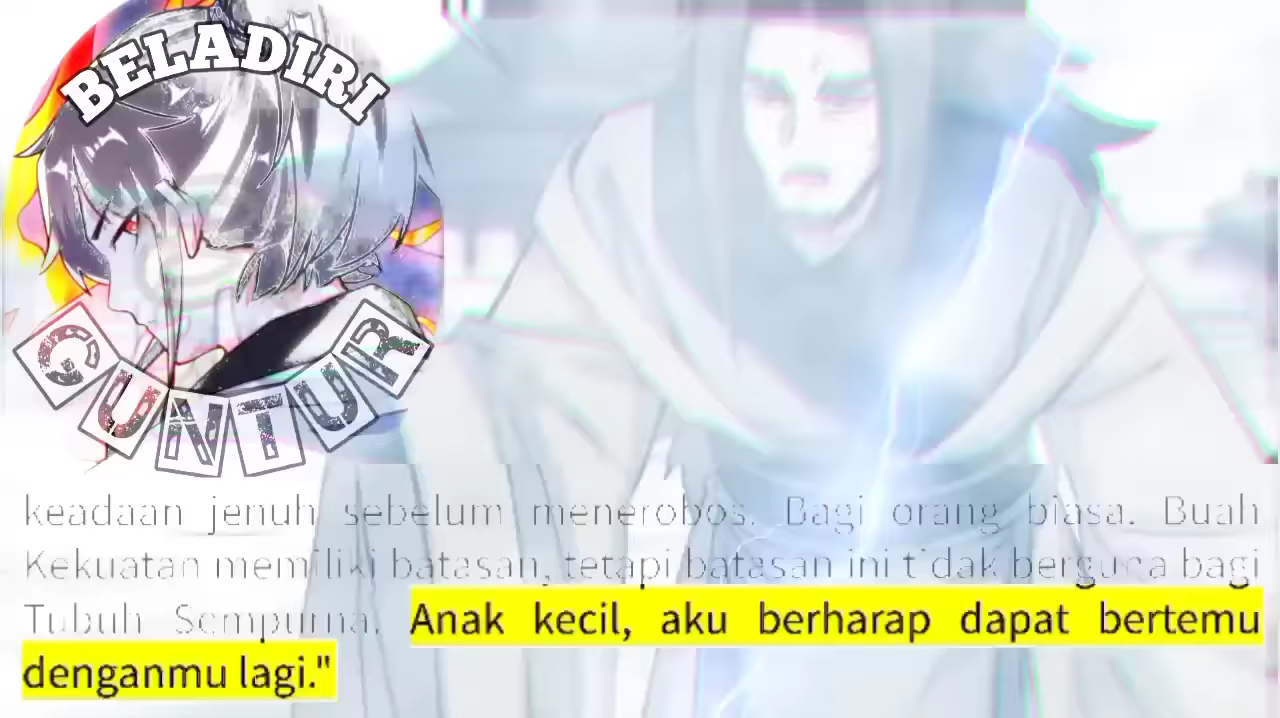 BELADIRI
GUNTUR
keadaan jenuh sebelum menerobos. Bagi orang biasa. Buah
Kekuatan memiliki batasan, tetapi batasan ini tidak berguna bagi
Tubuh Sempurna. Anak kecil, aku berharap dapat bertemu
denganmu lagi."